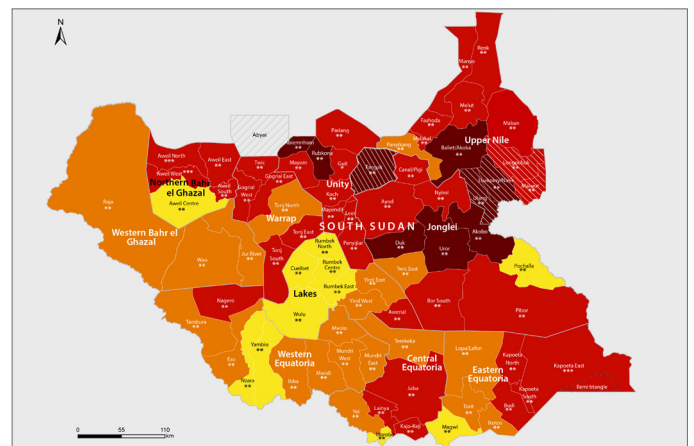 N
Renk
**
Manyo
**
Melut
**
Fashoda
**
Maban
**
Malakal
**
Abyei
Abiemnhom
**
Pariang
**
Rubkona
**
Panyikang
**
Baliet/Akoka
**
Upper Nile
Aweil North
***
Aweil East
**
Twic
**
Mayom
**
Guit
**
Fangak
**
Canal/Pigi
**
Longochuk
**
Luakpiny/Nasir
**
Maiwut
**
Ulang
**
Aweil West
***
Northern Bahr
el Ghazal
Aweil Centre
**
Aweil
South
**
Gogrial
West
**
Gogrial East
**
Unity
Koch
**
Nyirol
**
Raja
**
Tonj North
**
Warrap
Mayendit
**
Leer
**
Ayod
**
SOUTH SUDAN
Jonglei
Akobo
**
Western Bahr el
Ghazal
Wau
**
Jur River
**
Tonj East
**
Tonj
South
**
Rumbek
North
**
Panyijiar
**
Duk
**
Uror
**
Cueibet
**
Rumbek
Centre
**
Rumbek East
**
Pochalla
**
Lakes
Yirol East
**
Twic East
**
Nagero
**
Wulu
**
Yirol West
**
Awerial
**
Bor South
**
Pibor
**
Tambura
**
Mvolo
**
Yambio
**
Ezo
**
Western
Equatoria
Mundri
West
**
Mundri
East
**
Terekeka
**
Central
Equatoria
Lopa/Lafon
**
Eastern
Equatoria
Kapoeta
North
**
Kapoeta East
***
Nzara
**
Ibba
**
Maridi
**
Juba
**
Kapoeta
South
**
Ilemi triangle
Yei
**
Lainya
**
Torit
**
Budi
**
Kajo-Keji
**
Magwi
**
Ikotos
**
Morobo
**
0 55 110
km